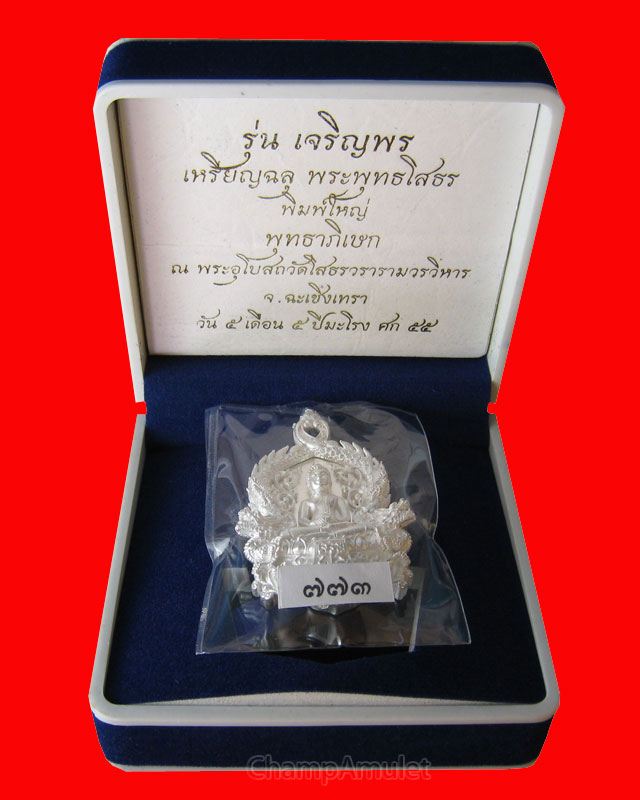 รุ่น เจริญพร
เหรียญฉลุ พระพุทธโสธร
พิมพ์ใหญ่
พุทธาภิเษก
ณ พระอุโบสถวัดโสธรวรารามวรวิหาร
จ.ฉะเชิงเทรา
วัน ๕ เดือน ๕ ปีมะโรง ศก ๕๕
๗๗๓
ChampAmulet